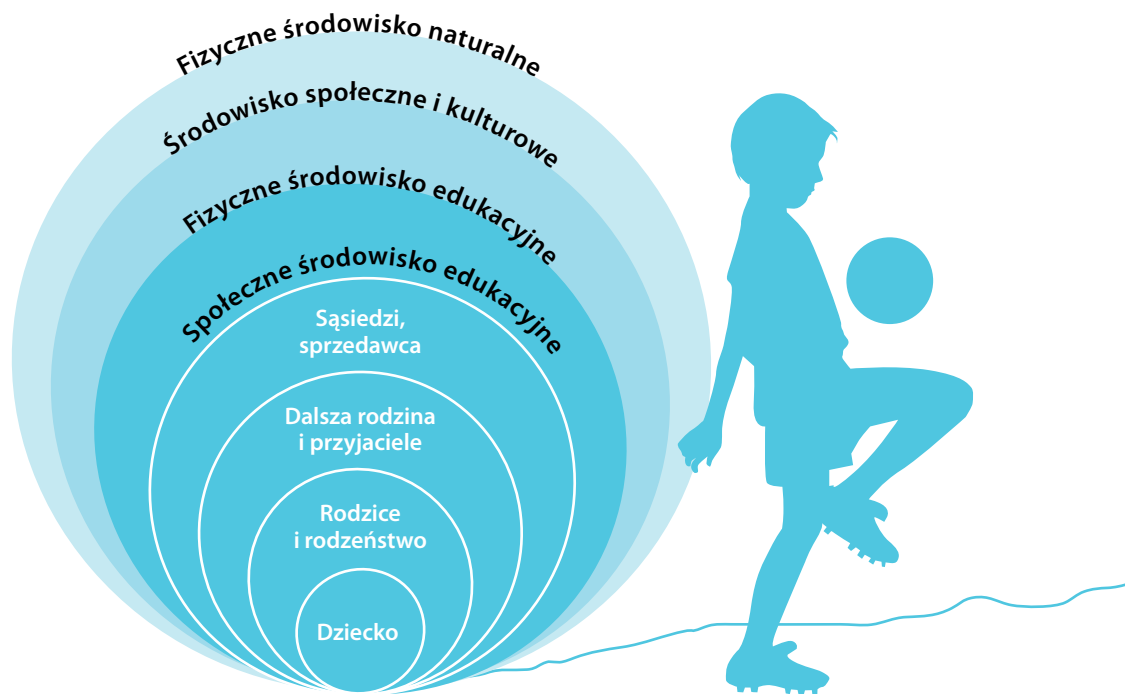 Fizyczne środowisko naturalne
Środowisko społeczne i kulturowe
Fizyczne środowisko edukacyjne
Społeczne środowisko edukacyjne
Sąsiedzi,
sprzedawca
Dalsza rodzina
i przyjaciele
Rodzice
i rodzeństwo
Dziecko